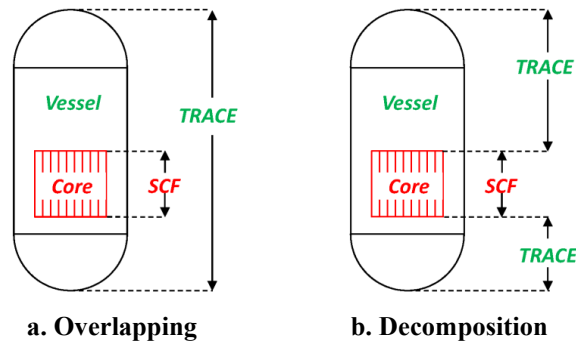 Vessel
TRACE
Core
SCF
a. Overlapping
TRACE
Vessel
Core
SCF
TRACE
b. Decomposition